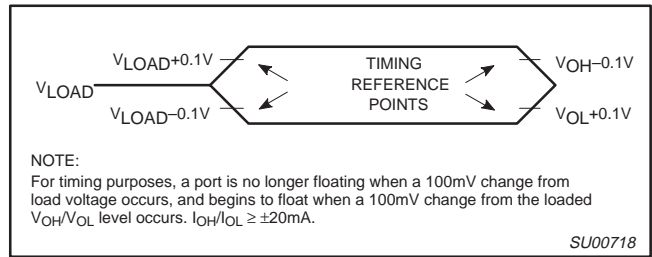 VLOAD+0.1V
TIMING
REFERENCE
POINTS
VOH–0.1V
VLOAD
VLOAD–0.1V
VOL+0.1V
NOTE:
For timing purposes, a port is no longer floating when a 100mV change from
load voltage occurs, and begins to float when a 100mV change from the loaded
VOH/VOL level occurs. IOH/IOL ≥ ±20mA.
SU00718